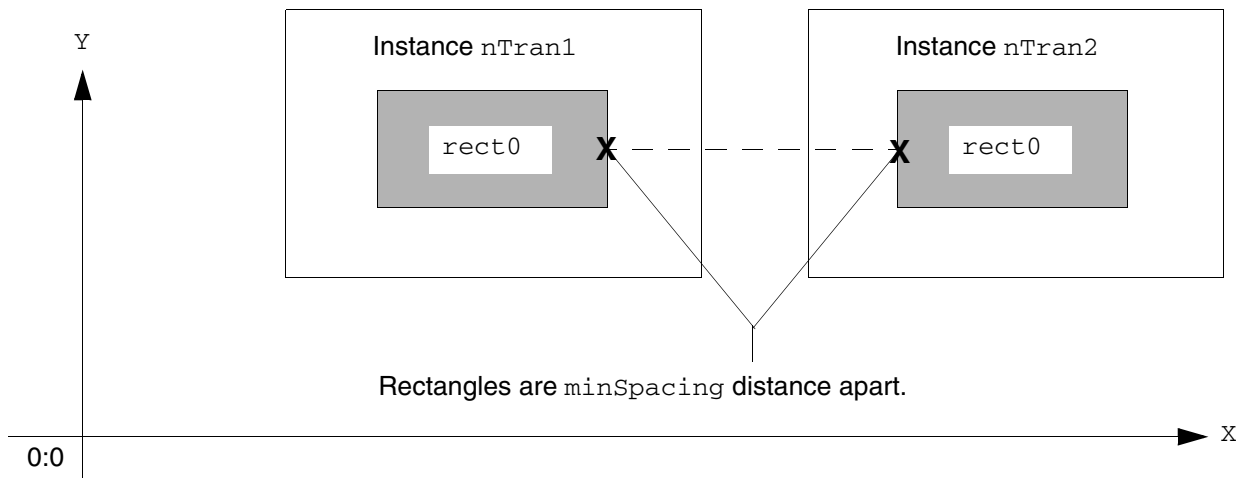 Y
Instance nTran1
Instance nTran2
rect0
X
X
rect0
Rectangles are minSpacing distance apart.
X
0:0